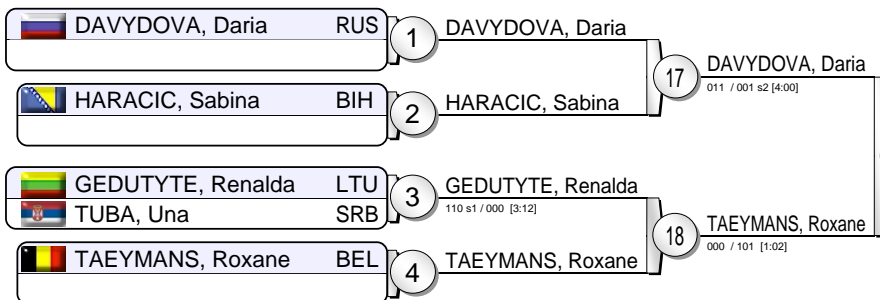 DAVYDOVA, Daria RUS
1
DAVYDOVA, Daria
HARACIC, Sabina BIH
2
HARACIC, Sabina
17
DAVYDOVA, Daria
011 / 001 s2 [4:00]
GEDUTYTE, Renalda LTU
TUBA, Una SRB
3
GEDUTYTE, Renalda
110 s1 / 000 [3:12]
TAEYMANS, Roxane BEL
4
TAEYMANS, Roxane
18
TAEYMANS, Roxane
000 / 101 [1:02]